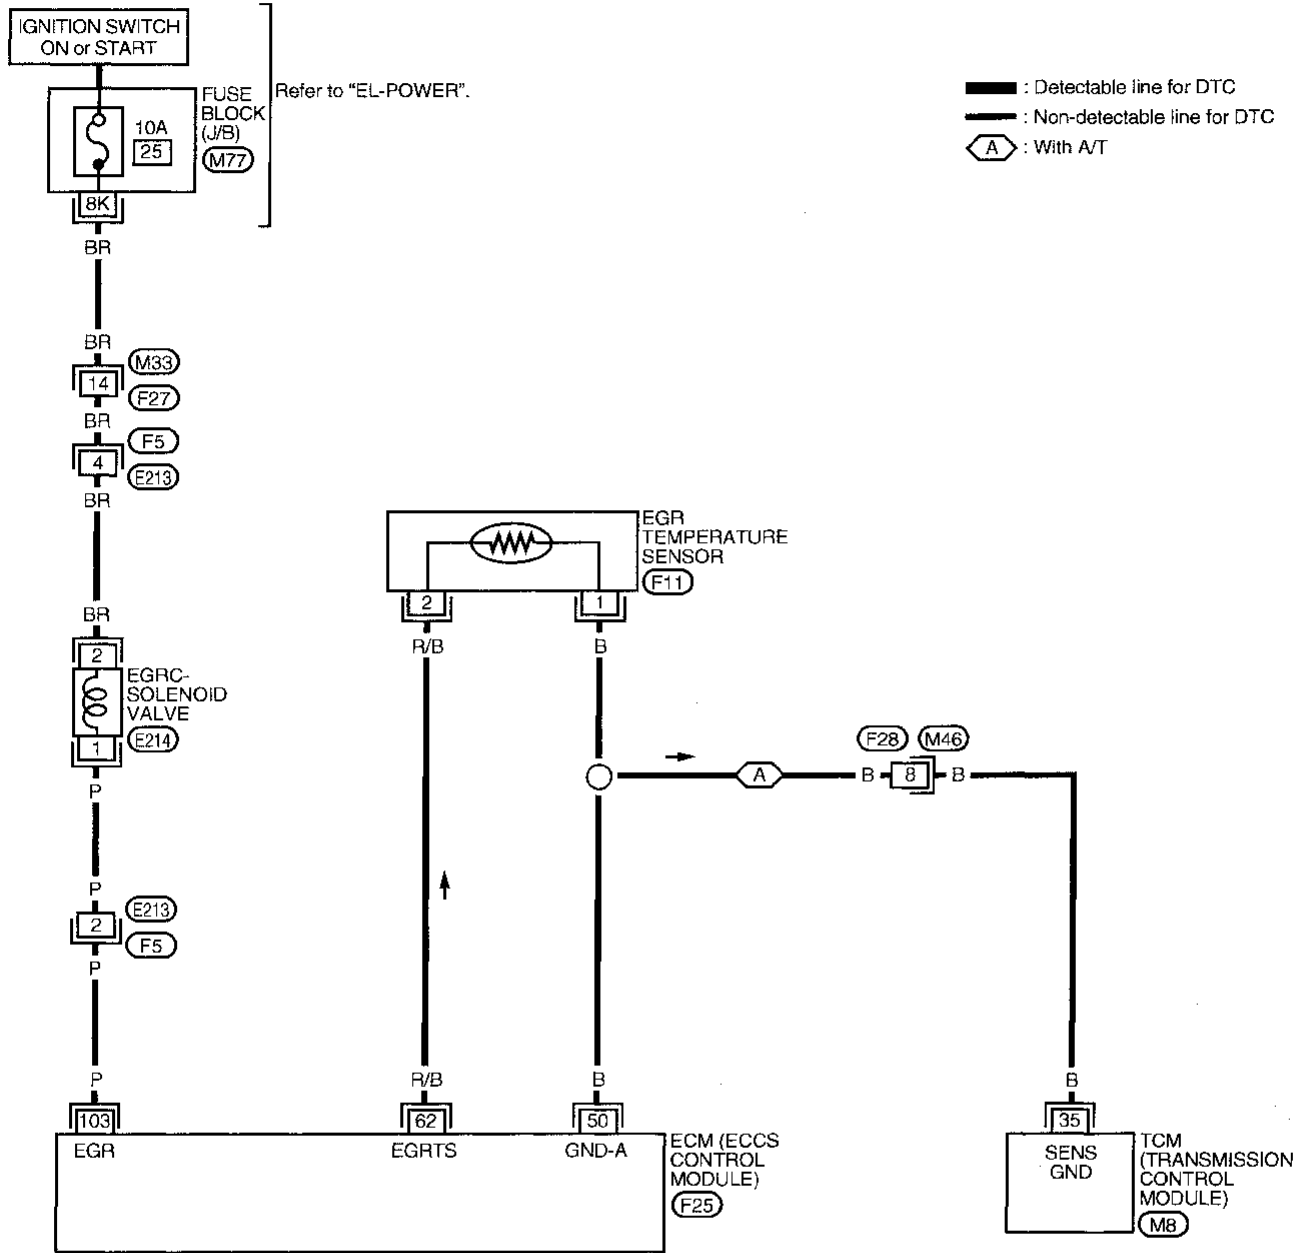 IGNITION SWITCH
ON or START
FUSE
BLOCK
(J/B)
M77
10A
25
8K
Refer to "EL-POWER".
: Detectable line for DTC
: Non-detectable line for DTC
A : With A/T
BR
BR
14
M33
F27
BR
4
F5
E213
BR
BR
2
EGRC-
SOLENOID
VALVE
E214
1
P
P
2
E213
F5
P
P
103
EGR
EGR
TEMPERATURE
SENSOR
F11
2
1
R/B
B
A
F28
M46
B
8
B
R/B
B
B
62
50
35
EGRTS
GND-A
ECM (ECCS
CONTROL
MODULE)
F25
SENS
GND
TCM
(TRANSMISSION
CONTROL
MODULE)
M8